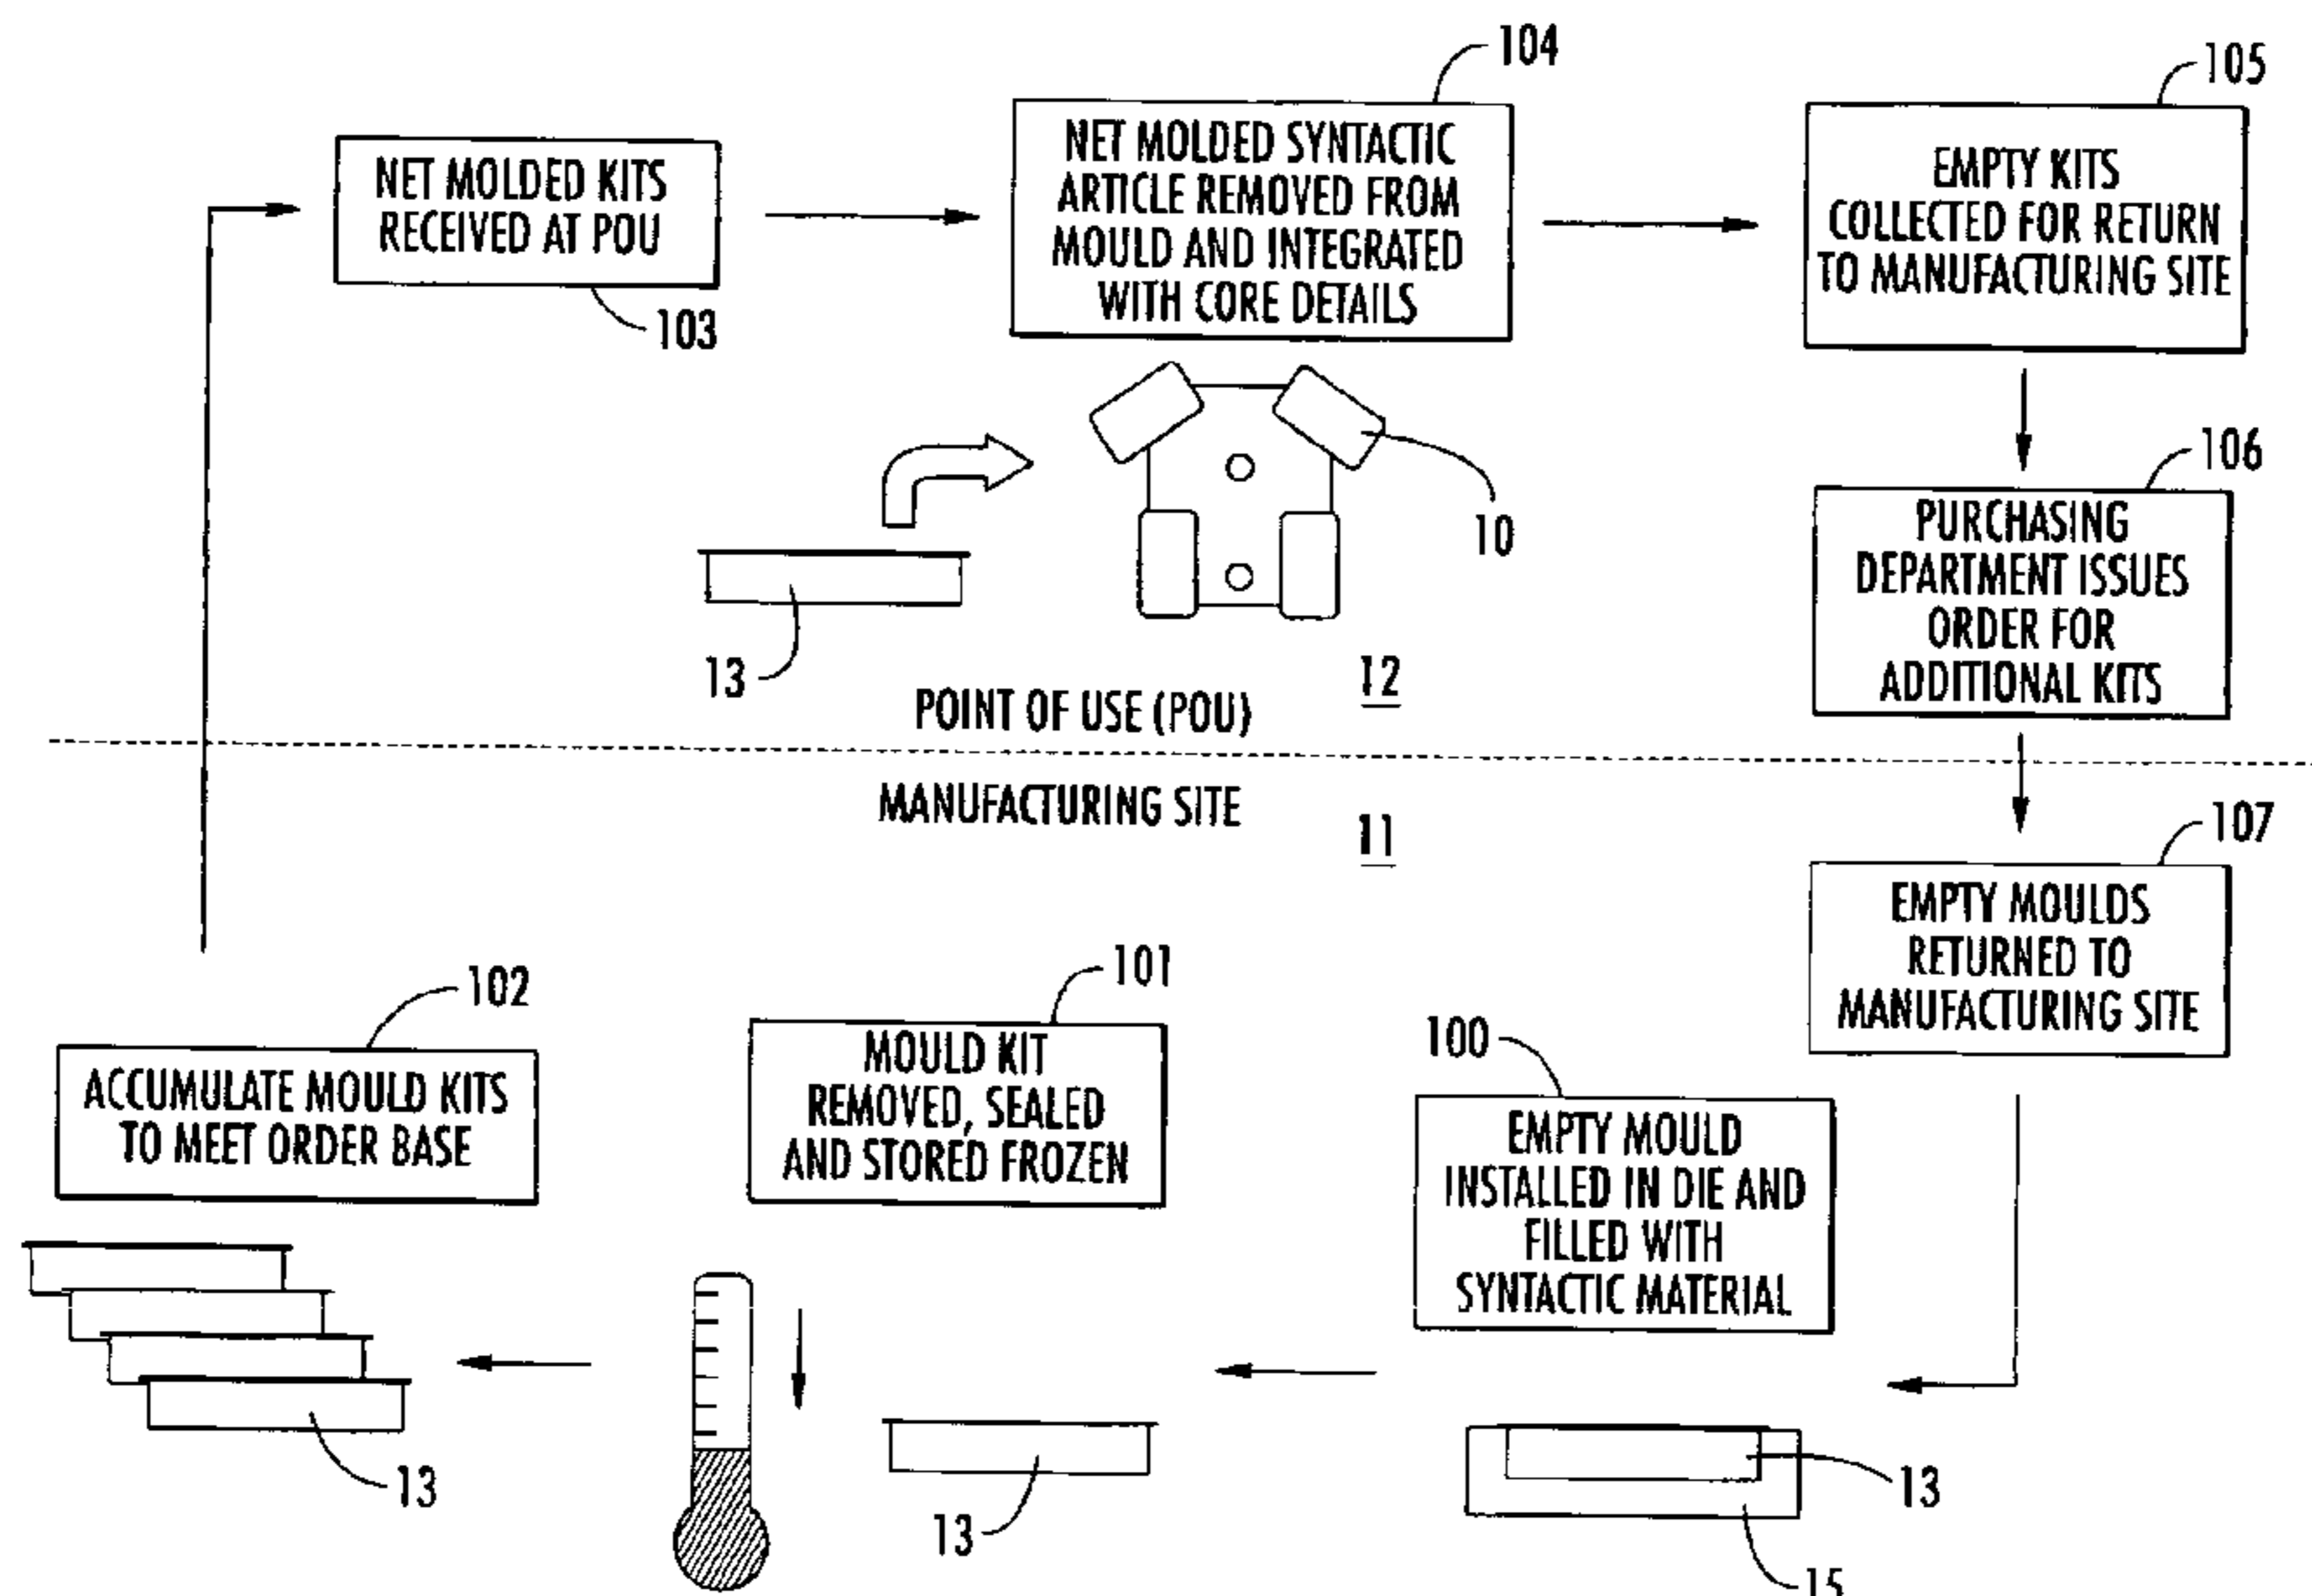 104
105
NET MOLDED KITS
RECEIVED AT POU
103
NET MOLDED SYNTACTIC
ARTICLE REMOVED FROM
MOULD AND INTEGRATED
WITH CORE DETAILS
EMPTY KITS
COLLECTED FOR RETURN
TO MANUFACTURING SITE
106
10
13
PURCHASING
DEPARTMENT ISSUES
ORDER FOR
ADDITIONAL KITS
12
POINT OF USE (POU)
MANUFACTURING SITE
11
107
EMPTY MOULDS
RETURNED TO
MANUFACTURING SITE
102
ACCUMULATE MOULD KITS
TO MEET ORDER BASE
101
MOULD KIT
REMOVED, SEALED
AND STORED FROZEN
100
EMPTY MOULD
INSTALLED IN DIE AND
FILLED WITH
SYNTACTIC MATERIAL
13
13
13
15